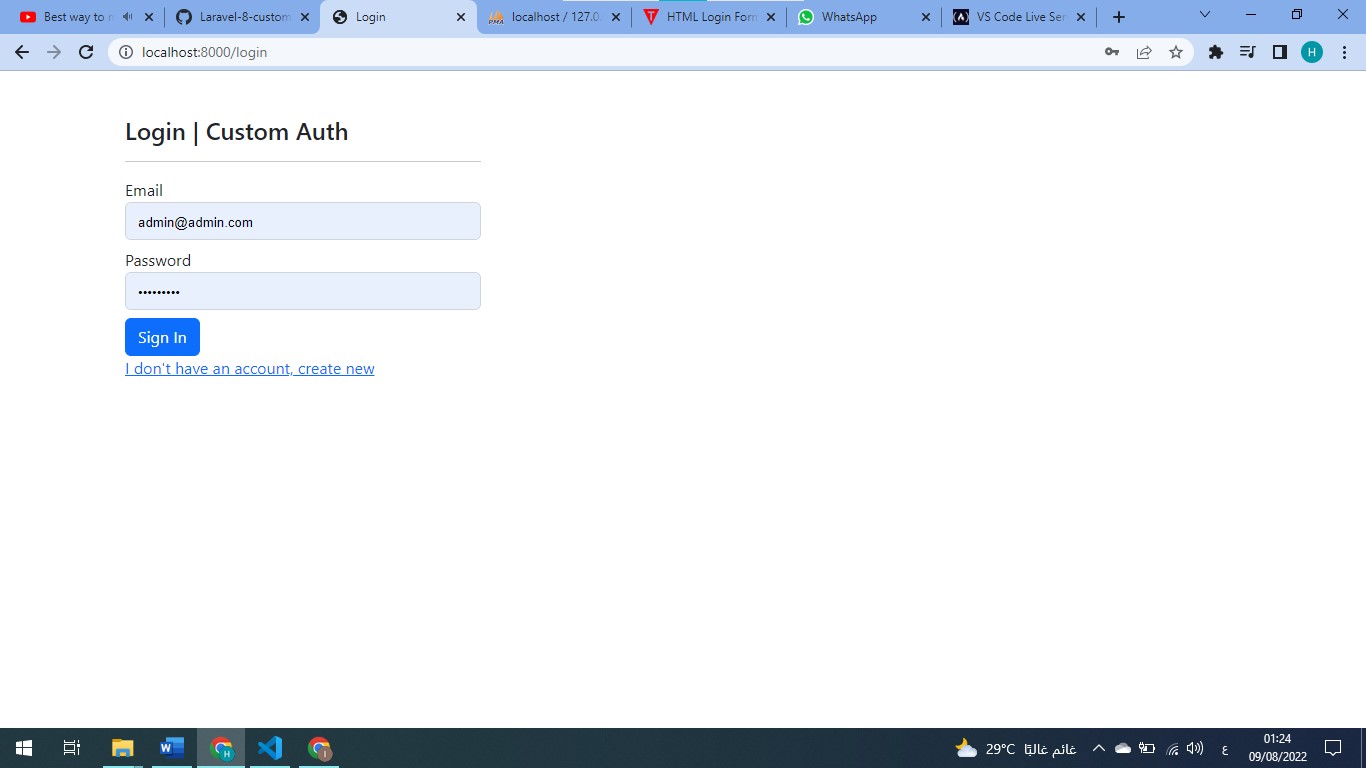 Best way to n
Laravel-8-custom
Login
localhost / 127.0.
HTML Login Form
WhatsApp
VS Code Live Ser
localhost:8000/login
H
Login | Custom Auth
Email
admin@admin.com
Password
•••••••••
Sign In
I don't have an account, create new
29°C غائم غالبًا
ع
01:24
09/08/2022